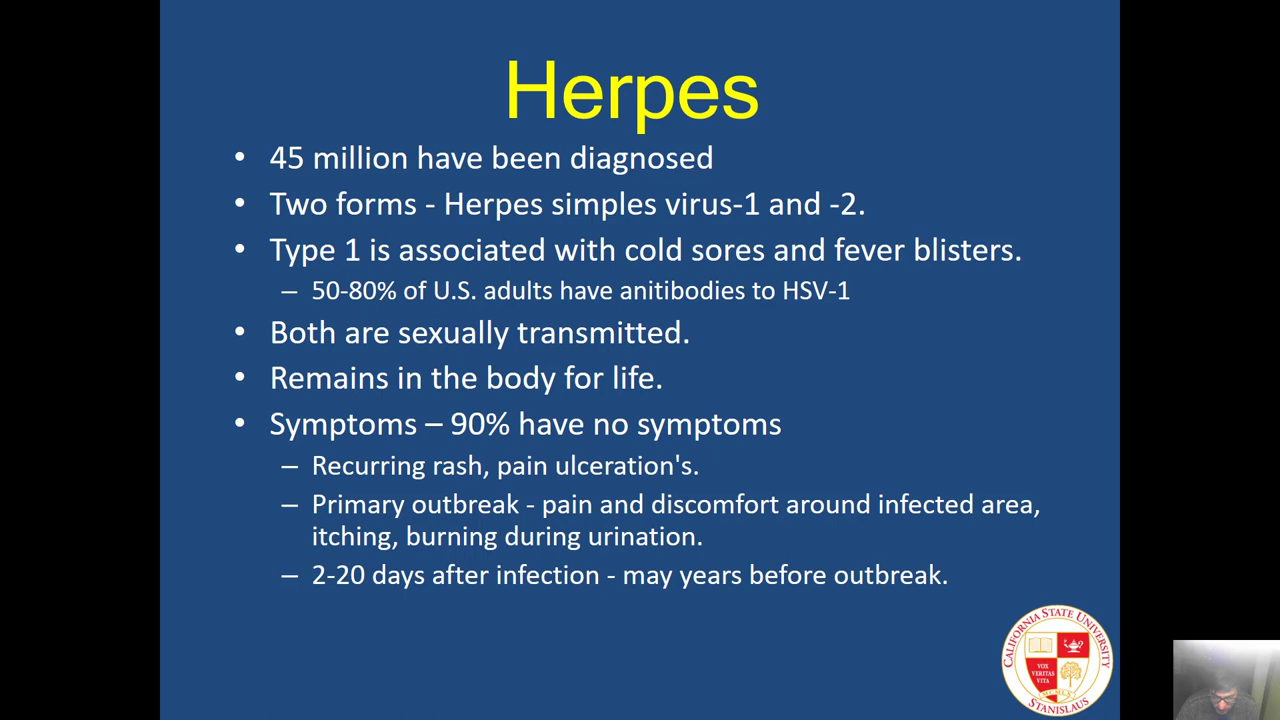 Herpes
• 45 million have been diagnosed
• Two forms - Herpes simples virus-1 and -2.
• Type 1 is associated with cold sores and fever blisters.
– 50-80% of U.S. adults have anitibodies to HSV-1
• Both are sexually transmitted.
• Remains in the body for life.
• Symptoms – 90% have no symptoms
– Recurring rash, pain ulceration's.
– Primary outbreak - pain and discomfort around infected area,
itching, burning during urination.
– 2-20 days after infection - may years before outbreak.
CALIFORNIA STATE UNIVERSITY
VOX
VERITAS
VITA
STANISLAUS